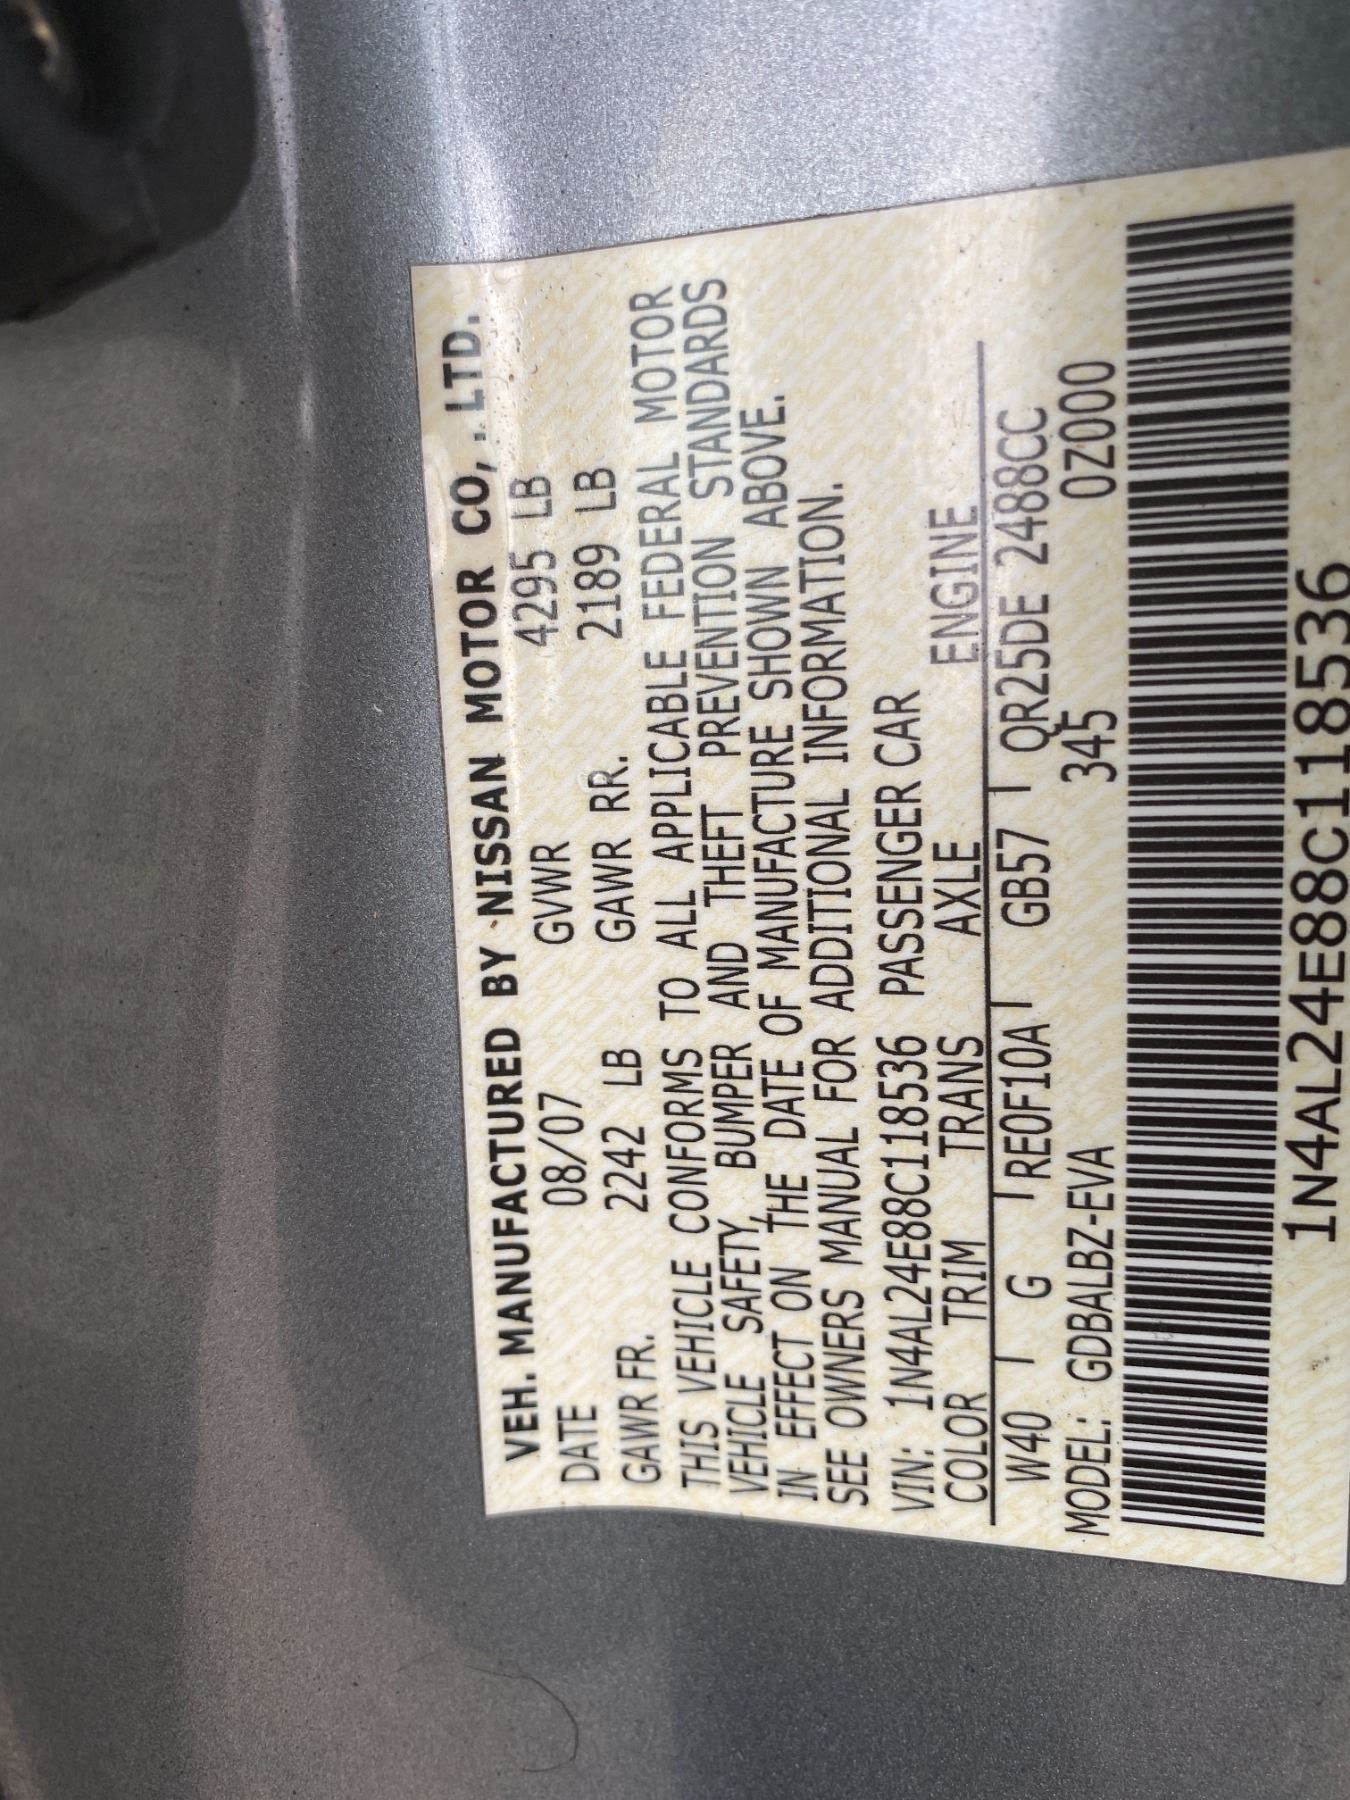 VEH. MANUFACTURED BY NISSAN MOTOR CO., LTD.
DATE 08/07 GVWR 4295 LB
GAWR FR. 2242 LB GAWR RR. 2189 LB
THIS VEHICLE CONFORMS TO ALL APPLICABLE FEDERAL MOTOR
VEHICLE SAFETY, BUMPER AND THEFT PREVENTION STANDARDS
IN EFFECT ON THE DATE OF MANUFACTURE SHOWN ABOVE.
SEE OWNERS MANUAL FOR ADDITIONAL INFORMATION.
VIN: 1N4AL24E88C118536 PASSENGER CAR
COLOR TRIM TRANS AXLE ENGINE
W40 G RE0F10A GB57 QR25DE 2488CC
MODEL: GDBALBZ-EVA 345 0Z000
1N4AL24E88C118536